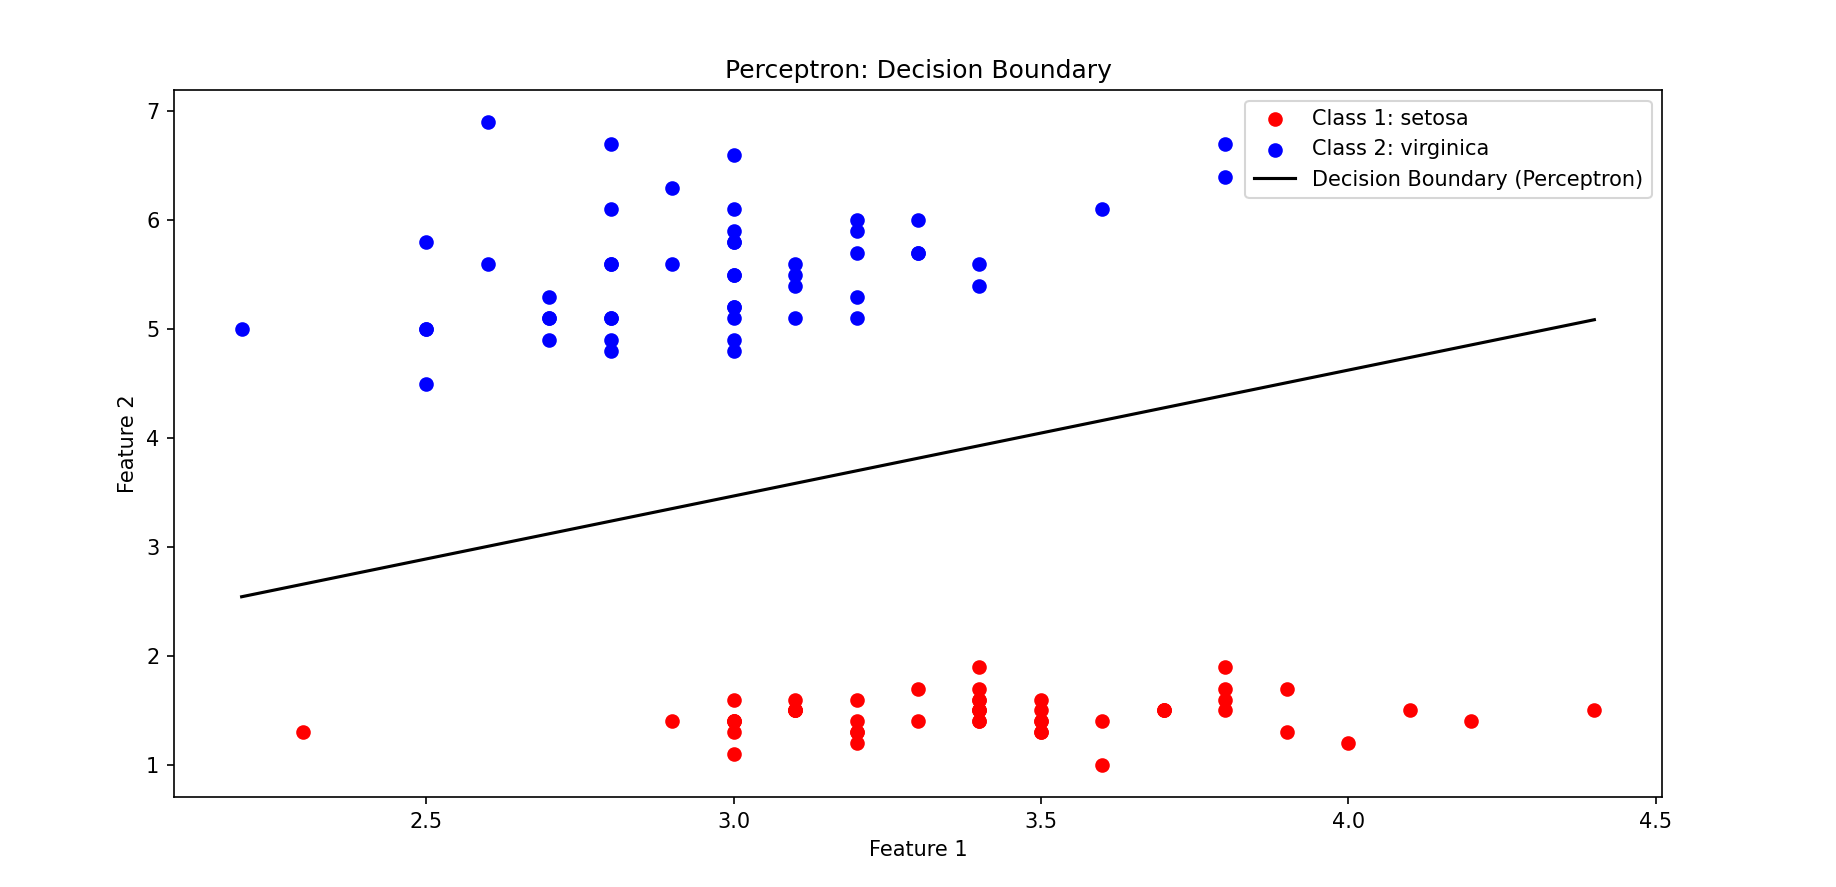 Perceptron: Decision Boundary
Class 1: setosa
Class 2: virginica
Decision Boundary (Perceptron)
7
6
5
4
3
2
1
Feature 2
2.5 3.0 3.5 4.0 4.5
Feature 1